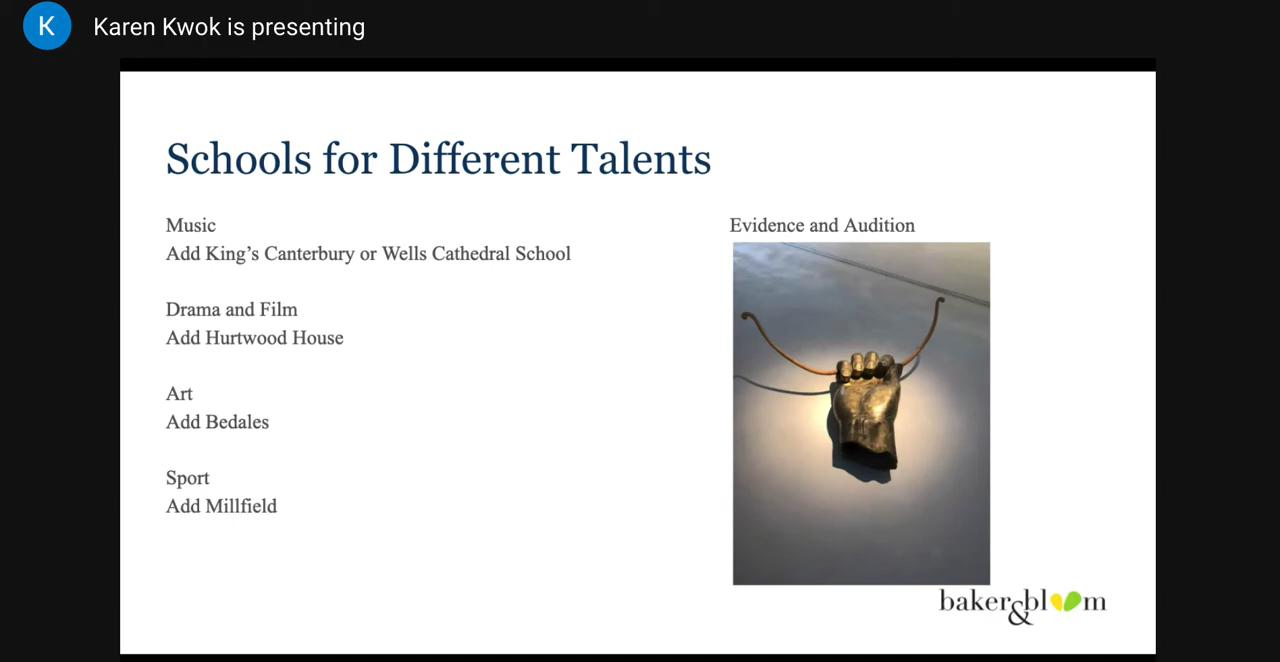 K
Karen Kwok is presenting
Schools for Different Talents
Music
Add King’s Canterbury or Wells Cathedral School
Drama and Film
Add Hurtwood House
Art
Add Bedales
Sport
Add Millfield
Evidence and Audition
baker&bloom